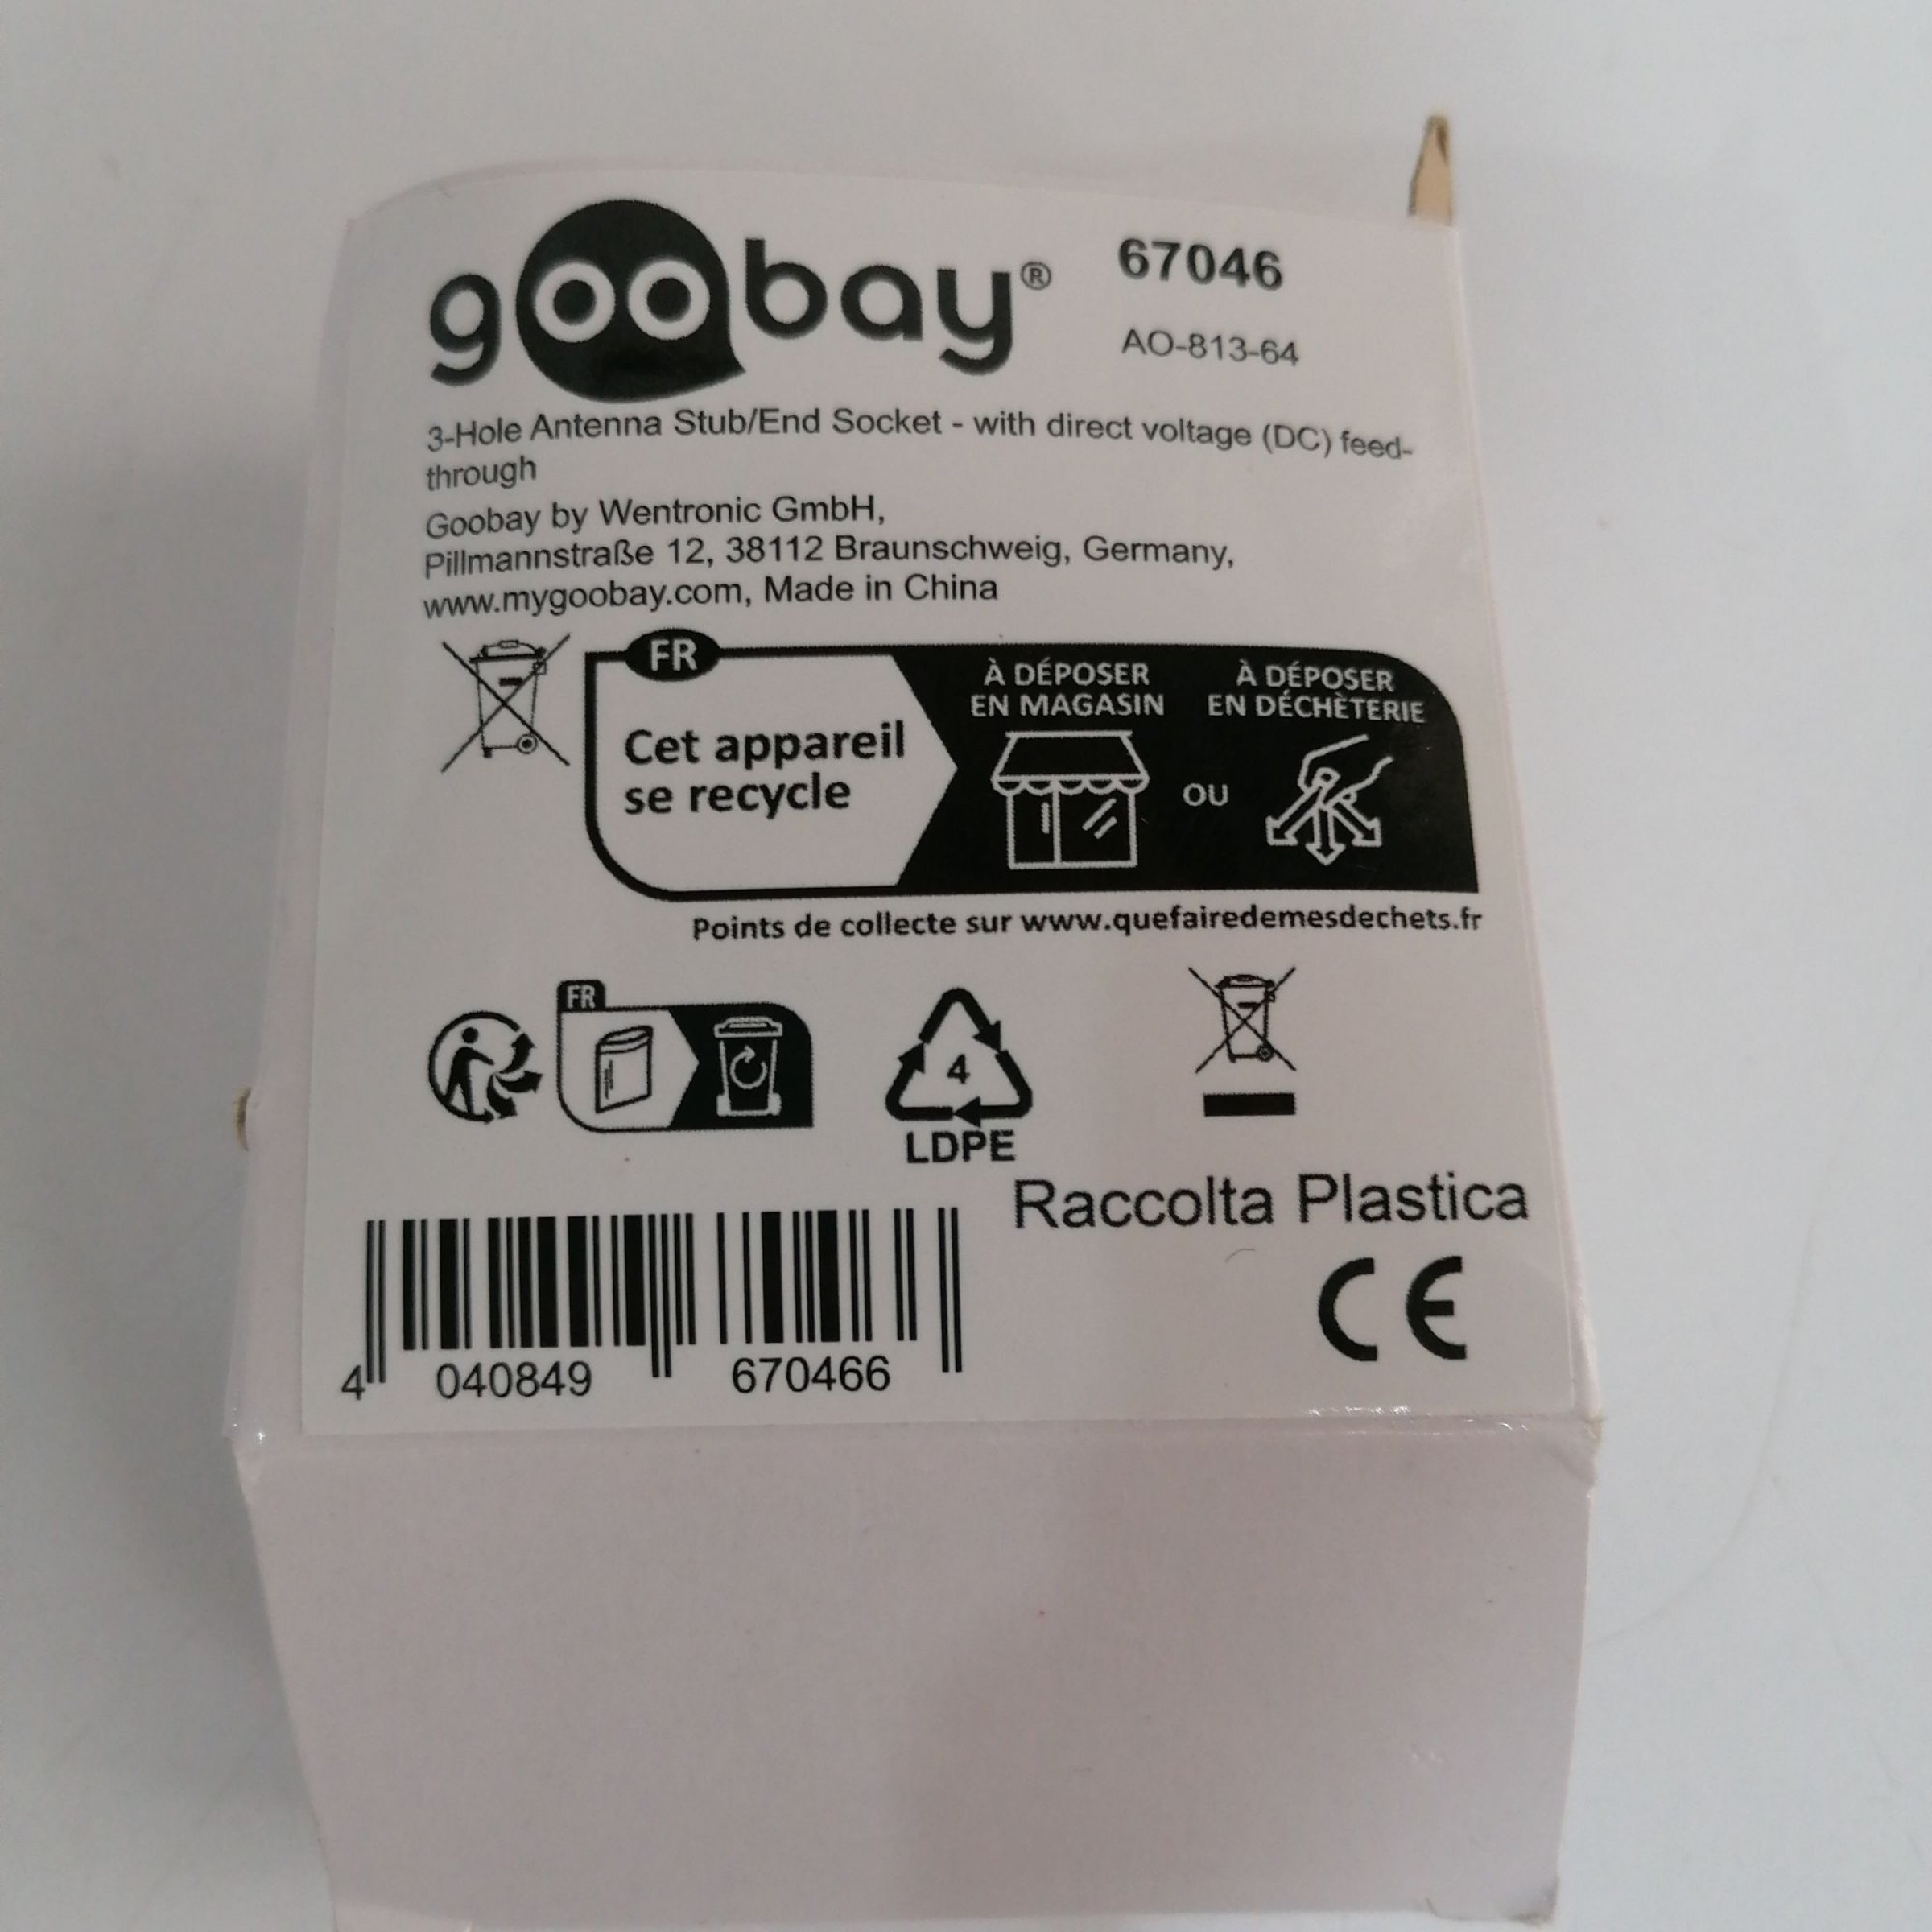 goobay®
67046
AO-813-64
3-Hole Antenna Stub/End Socket - with direct voltage (DC) feed-
through
Goobay by Wentronic GmbH,
Pillmannstraße 12, 38112 Braunschweig, Germany,
www.mygoobay.com, Made in China
FR
Cet appareil
se recycle
À DÉPOSER
EN MAGASIN
OU
À DÉPOSER
EN DÉCHÈTERIE
Points de collecte sur www.quefairedemesdechets.fr
FR
4
LDPE
Raccolta Plastica
4 040849 670466
CE